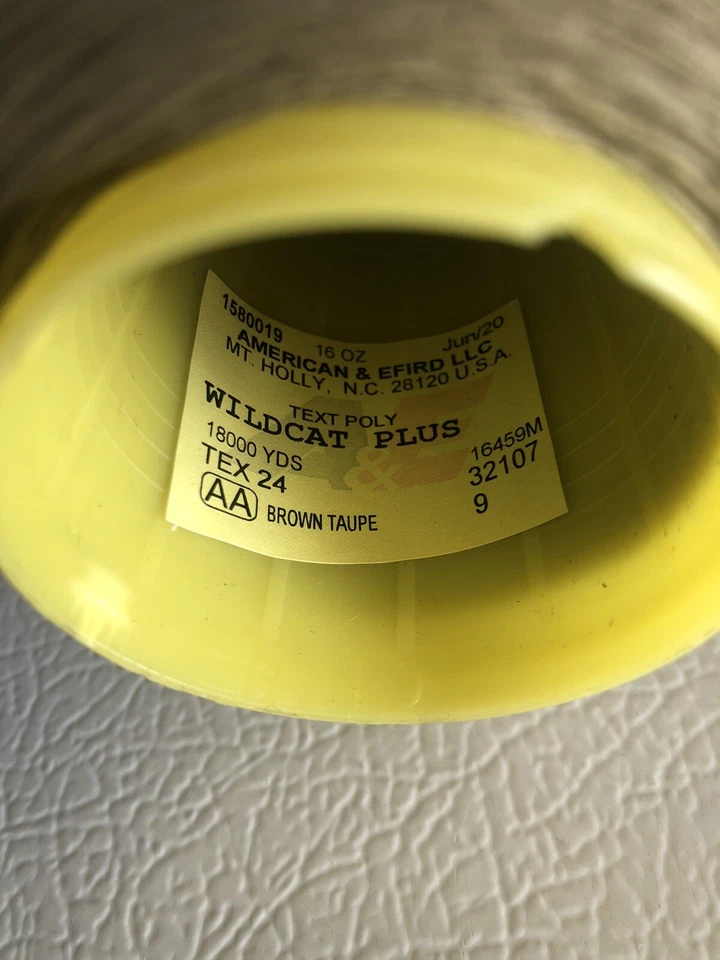 1580019 16 OZ Jun/20
AMERICAN & EFIRD LLC
MT. HOLLY, N.C. 28120 U.S.A.
TEXT POLY
WILDCAT PLUS
18000 YDS 16459M
TEX 24 32107
AA BROWN TAUPE 9
A&E